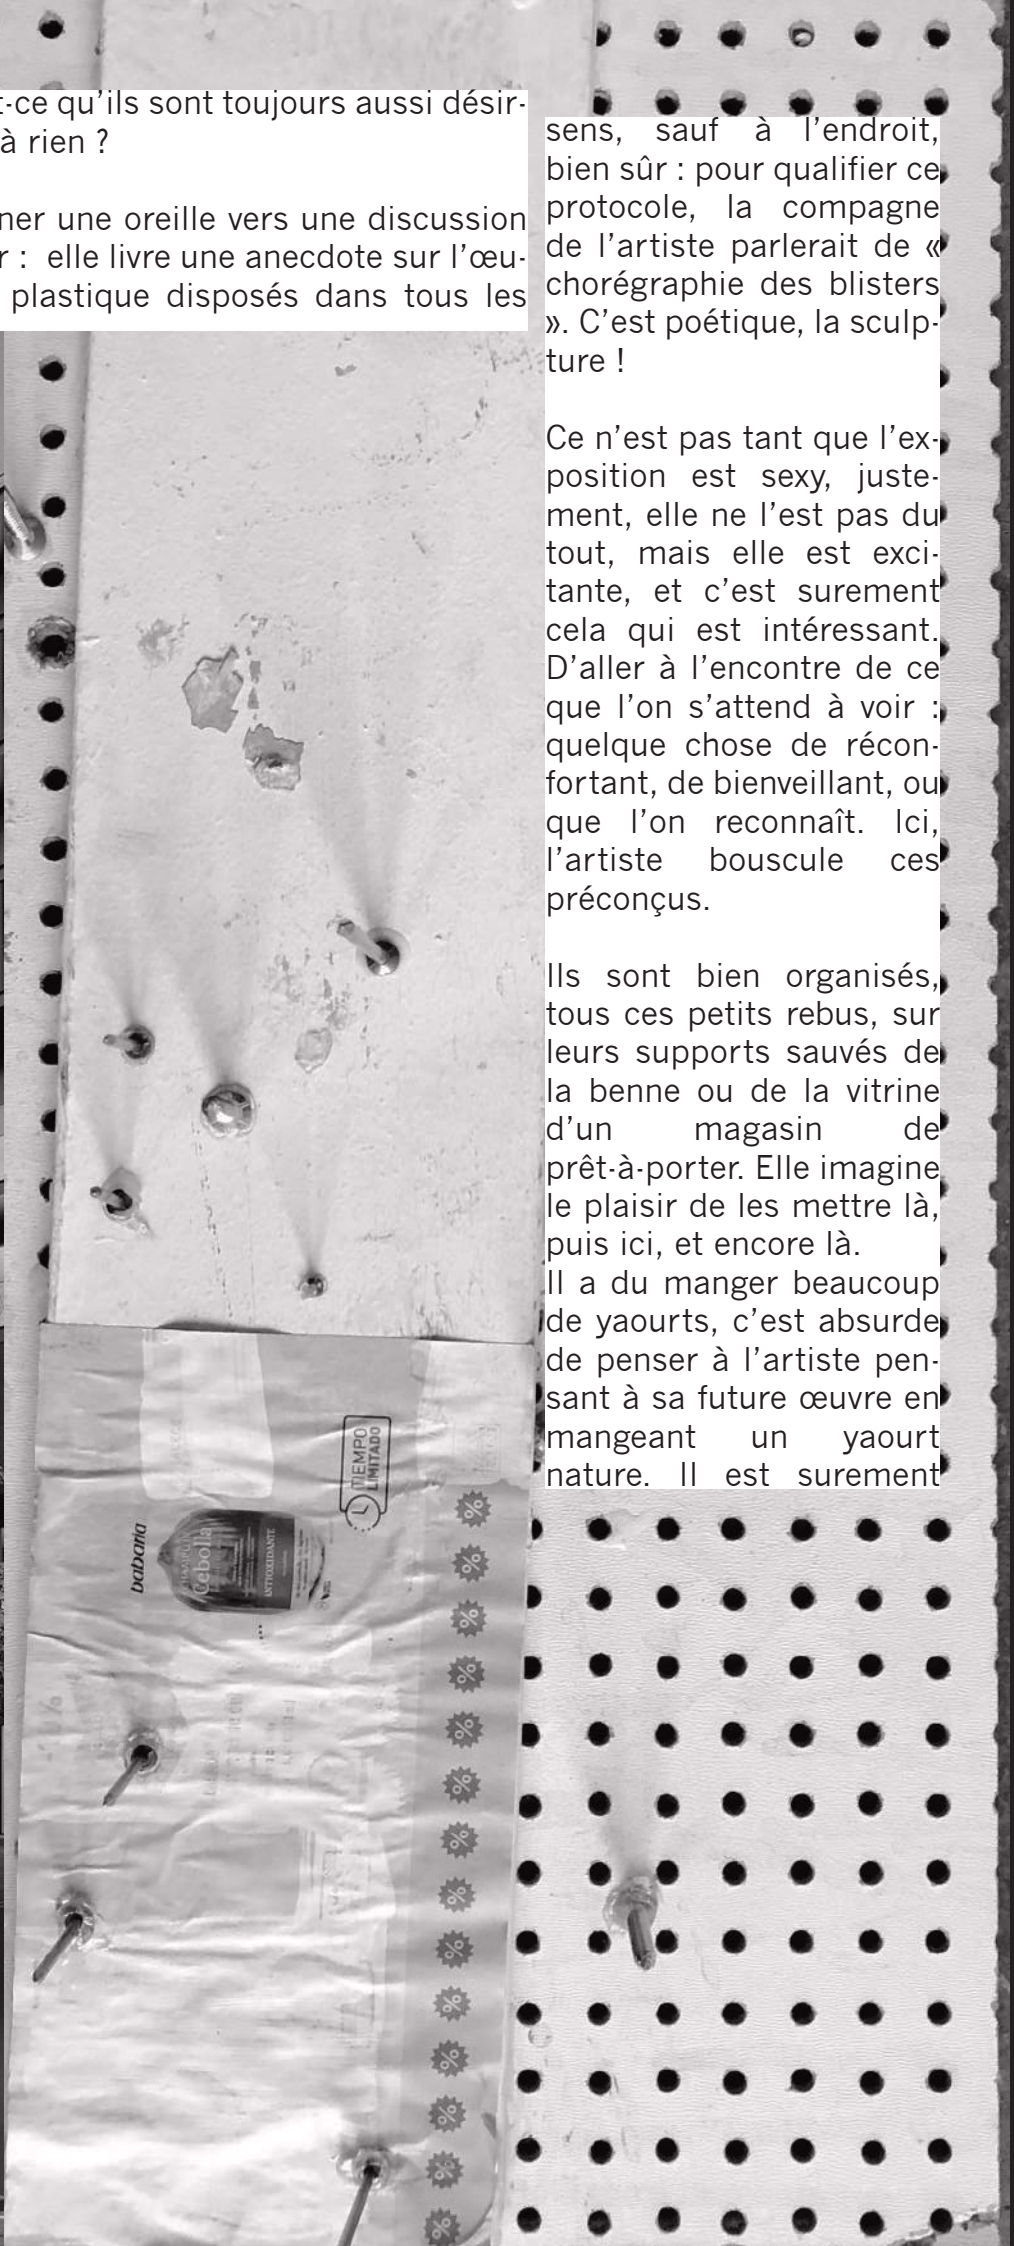 -ce qu’ils sont toujours aussi désir-
à rien ?
ner une oreille vers une discussion
r : elle livre une anecdote sur l’œu-
plastique disposés dans tous les
sens, sauf à l’endroit,
bien sûr : pour qualifier ce
protocole, la compagne
de l’artiste parlerait de «
chorégraphie des blisters
». C’est poétique, la sculp-
ture !
Ce n’est pas tant que l’ex-
position est sexy, juste-
ment, elle ne l’est pas du
tout, mais elle est exci-
tante, et c’est surement
cela qui est intéressant.
D’aller à l’encontre de ce
que l’on s’attend à voir :
quelque chose de récon-
fortant, de bienveillant, ou
que l’on reconnaît. Ici,
l’artiste bouscule ces
préconçus.
Ils sont bien organisés,
tous ces petits rebus, sur
leurs supports sauvés de
la benne ou de la vitrine
d’un magasin de
prêt-à-porter. Elle imagine
le plaisir de les mettre là,
puis ici, et encore là.
Il a du manger beaucoup
de yaourts, c’est absurde
de penser à l’artiste pen-
sant à sa future œuvre en
mangeant un yaourt
nature. Il est surement
TIEMPO
LIMITADO
babaria
Cebolla
ANTIOXIDANTE
%
%
%
%
%
%
%
%
%
%
%
%
%
%